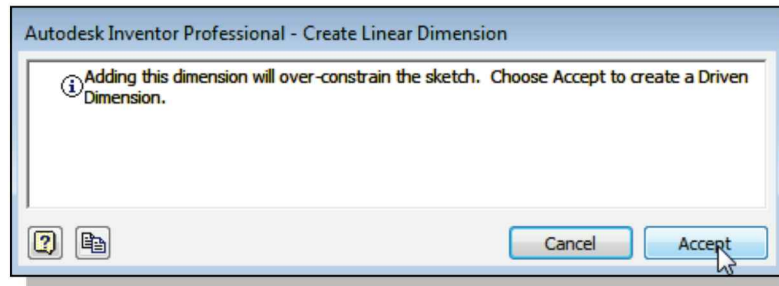 Autodesk Inventor Professional - Create Linear Dimension
Adding this dimension will over-constrain the sketch. Choose Accept to create a Driven
Dimension.
Cancel Accept